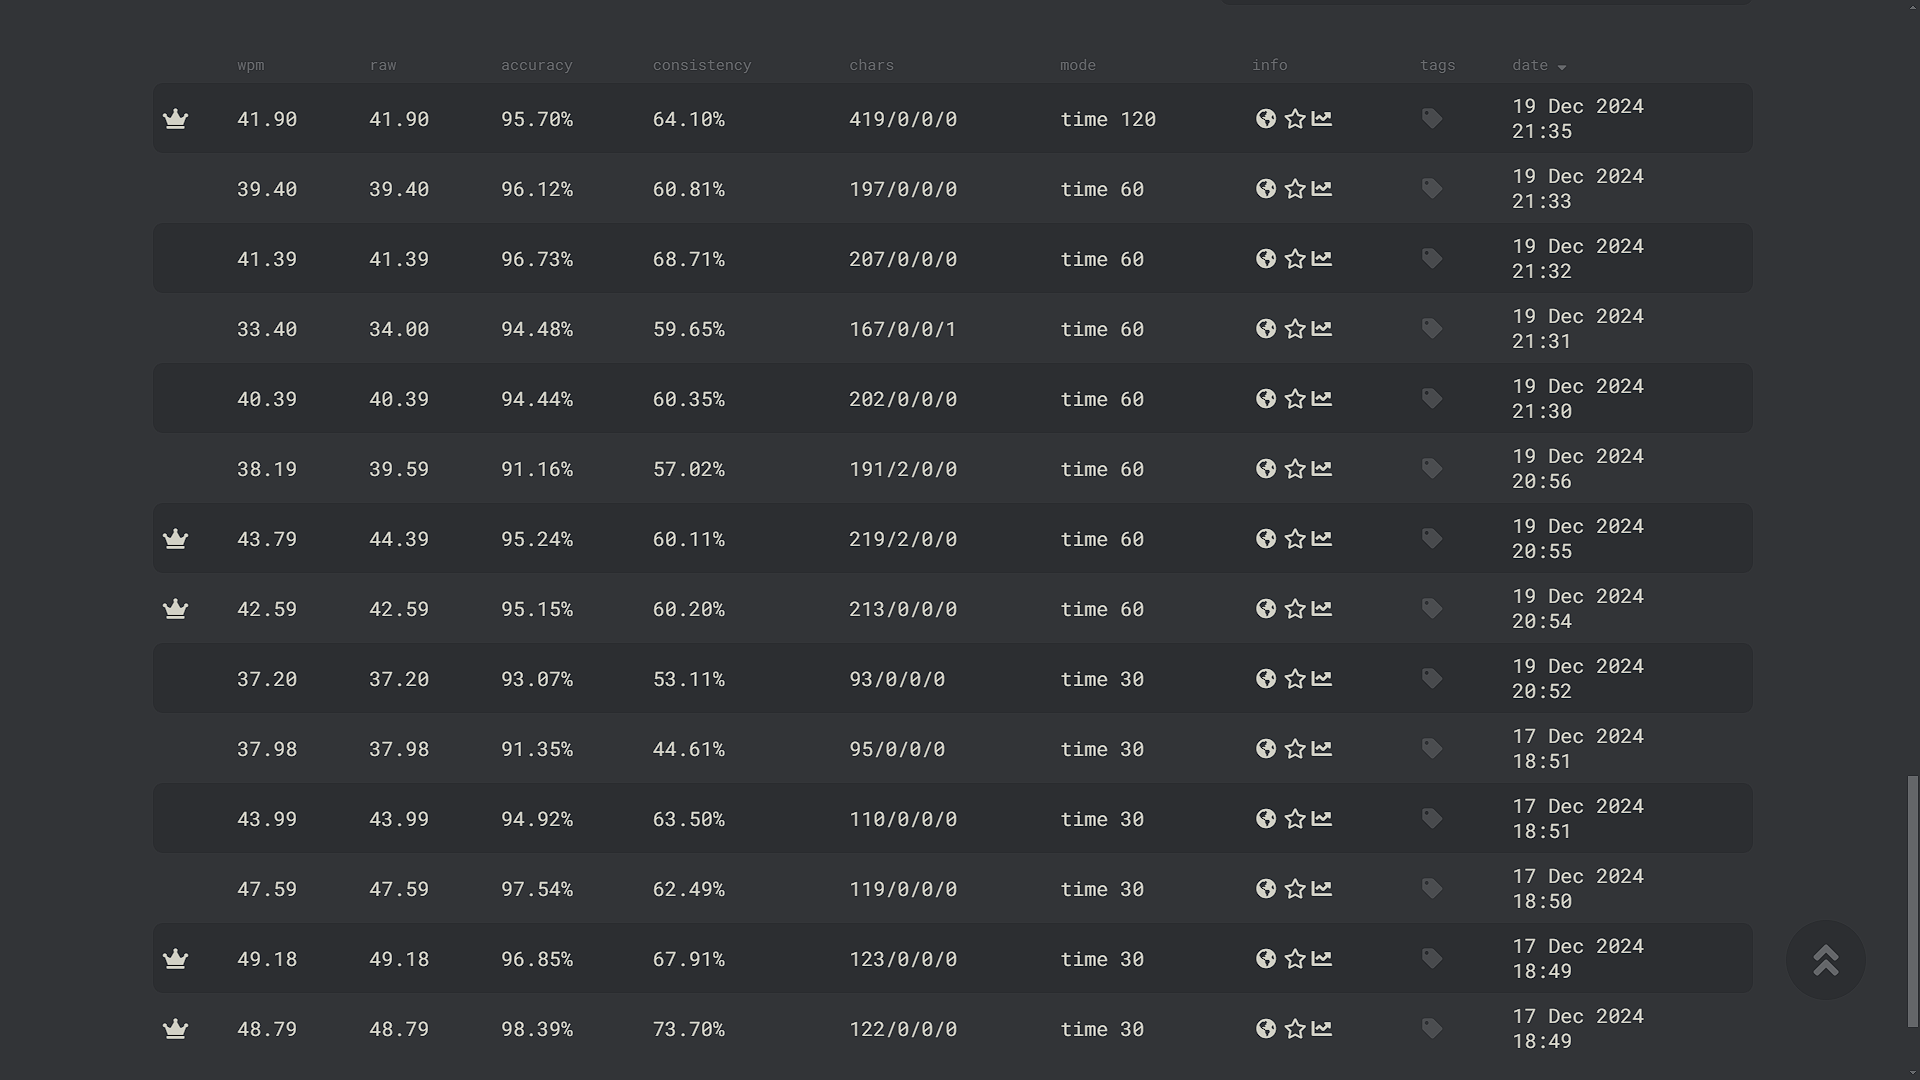 wpm raw accuracy consistency chars mode info tags date
41.90 41.90 95.70% 64.10% 419/0/0/0 time 120 19 Dec 2024
21:35
39.40 39.40 96.12% 60.81% 197/0/0/0 time 60 19 Dec 2024
21:33
41.39 41.39 96.73% 68.71% 207/0/0/0 time 60 19 Dec 2024
21:32
33.40 34.00 94.48% 59.65% 167/0/0/1 time 60 19 Dec 2024
21:31
40.39 40.39 94.44% 60.35% 202/0/0/0 time 60 19 Dec 2024
21:30
38.19 39.59 91.16% 57.02% 191/2/0/0 time 60 19 Dec 2024
20:56
43.79 44.39 95.24% 60.11% 219/2/0/0 time 60 19 Dec 2024
20:55
42.59 42.59 95.15% 60.20% 213/0/0/0 time 60 19 Dec 2024
20:54
37.20 37.20 93.07% 53.11% 93/0/0/0 time 30 19 Dec 2024
20:52
37.98 37.98 91.35% 44.61% 95/0/0/0 time 30 17 Dec 2024
18:51
43.99 43.99 94.92% 63.50% 110/0/0/0 time 30 17 Dec 2024
18:51
47.59 47.59 97.54% 62.49% 119/0/0/0 time 30 17 Dec 2024
18:50
49.18 49.18 96.85% 67.91% 123/0/0/0 time 30 17 Dec 2024
18:49
48.79 48.79 98.39% 73.70% 122/0/0/0 time 30 17 Dec 2024
18:49